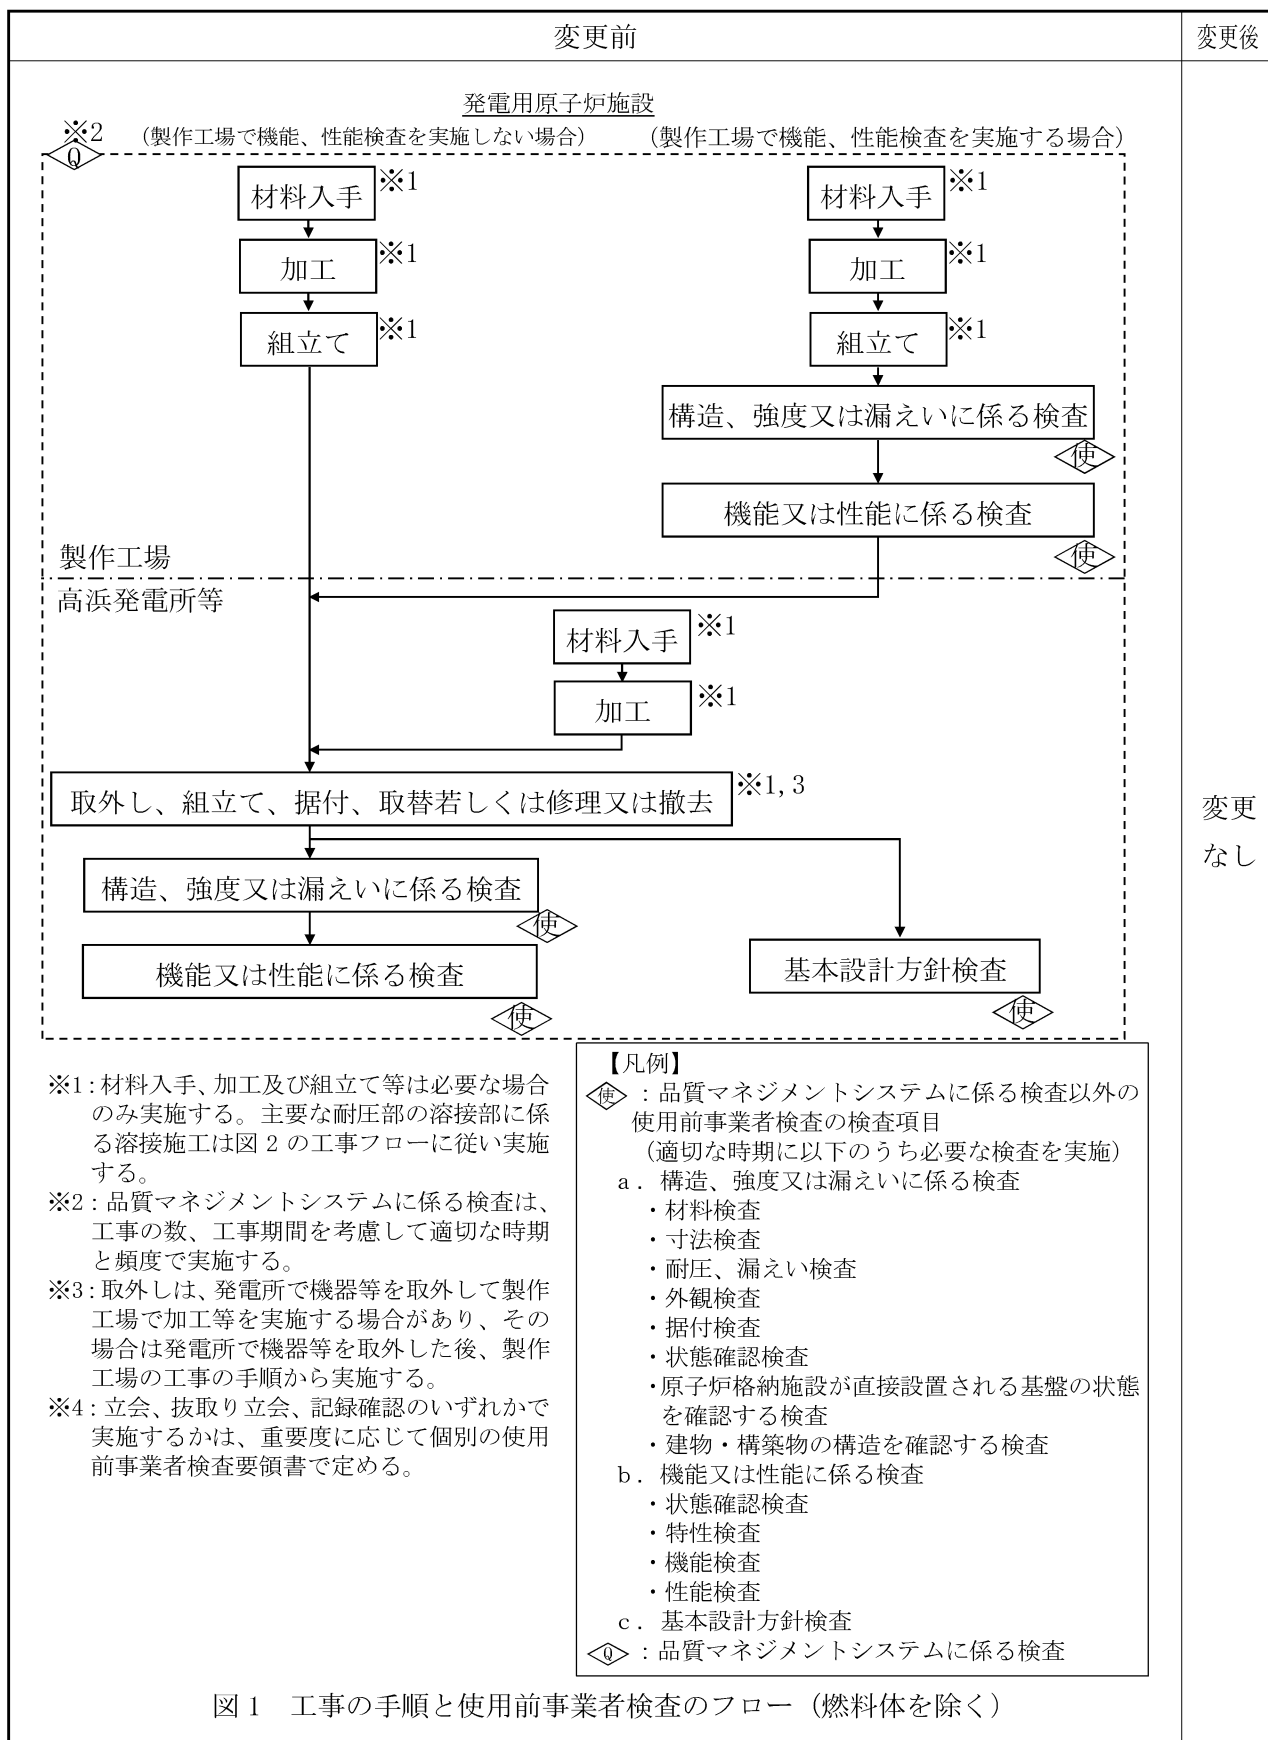 変更前
変更後
発電用原子炉施設
※2
(製作工場で機能、性能検査を実施しない場合)
(製作工場で機能、性能検査を実施する場合)
Q
材料入手
※1
材料入手
※1
加工
※1
加工
※1
組立て
※1
組立て
※1
構造、強度又は漏えいに係る検査
使
機能又は性能に係る検査
使
製作工場
高浜発電所等
材料入手
※1
加工
※1
取外し、組立て、据付、取替若しくは修理又は撤去
※1,3
変更
なし
構造、強度又は漏えいに係る検査
使
機能又は性能に係る検査
使
基本設計方針検査
使
※1:材料入手、加工及び組立て等は必要な場合
のみ実施する。主要な耐圧部の溶接部に係
る溶接施工は図2の工事フローに従い実施
する。
※2:品質マネジメントシステムに係る検査は、
工事の数、工事期間を考慮して適切な時期
と頻度で実施する。
※3:取外しは、発電所で機器等を取外して製作
工場で加工等を実施する場合があり、その
場合は発電所で機器等を取外した後、製作
工場の工事の手順から実施する。
※4:立会、抜取り立会、記録確認のいずれかで
実施するかは、重要度に応じて個別の使用
前事業者検査要領書で定める。
【凡例】
使:品質マネジメントシステムに係る検査以外の
使用前事業者検査の検査項目
(適切な時期に以下のうち必要な検査を実施)
a. 構造、強度又は漏えいに係る検査
・材料検査
・寸法検査
・耐圧、漏えい検査
・外観検査
・据付検査
・状態確認検査
・原子炉格納施設が直接設置される基盤の状態
を確認する検査
・建物・構築物の構造を確認する検査
b. 機能又は性能に係る検査
・状態確認検査
・特性検査
・機能検査
・性能検査
c. 基本設計方針検査
Q:品質マネジメントシステムに係る検査
図1 工事の手順と使用前事業者検査のフロー(燃料体を除く)